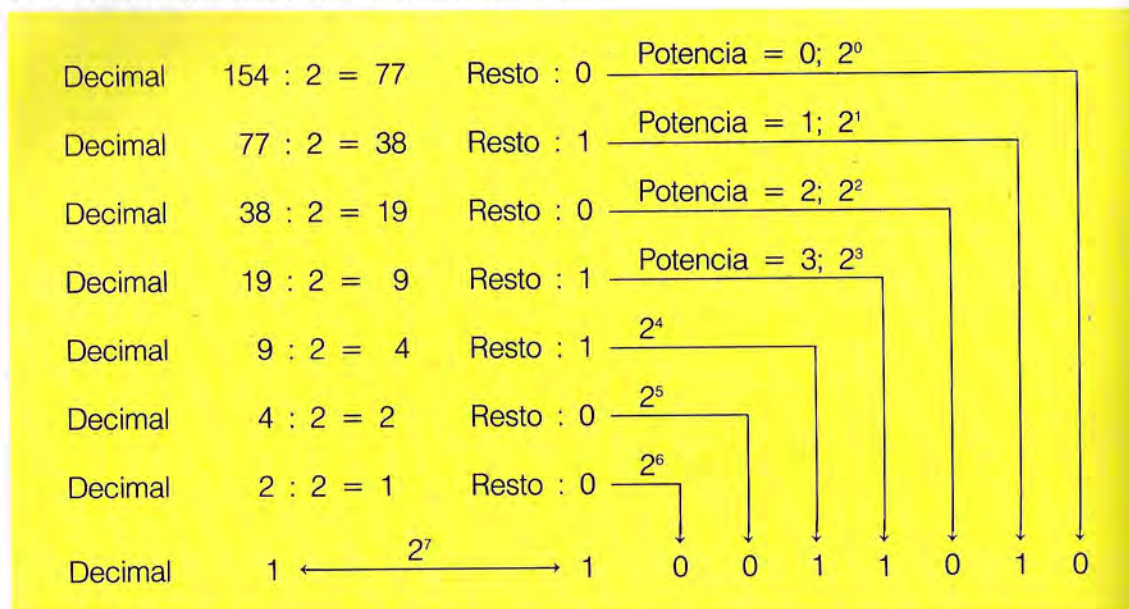 Decimal 154 : 2 = 77 Resto : 0 Potencia = 0; 2⁰
Decimal 77 : 2 = 38 Resto : 1 Potencia = 1; 2¹
Decimal 38 : 2 = 19 Resto : 0 Potencia = 2; 2²
Decimal 19 : 2 = 9 Resto : 1 Potencia = 3; 2³
Decimal 9 : 2 = 4 Resto : 1 2⁴
Decimal 4 : 2 = 2 Resto : 0 2⁵
Decimal 2 : 2 = 1 Resto : 0 2⁶
Decimal 1 2⁷ 1 0 0 1 1 0 1 0